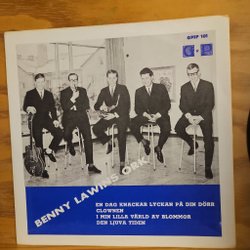 GPEP 101
G·P
BENNY LAWINS ORK.
EN DAG KNACKAR LYCKAN PÅ DIN DÖRR
CLOWNEN
I MIN LILLA VÄRLD AV BLOMMOR
DEN LJUVA TIDEN